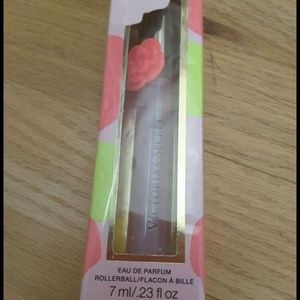 VICTORIA'S SECRET
EAU DE PARFUM
ROLLERBALL/FLACON À BILLE
7 ml/.23 fl oz